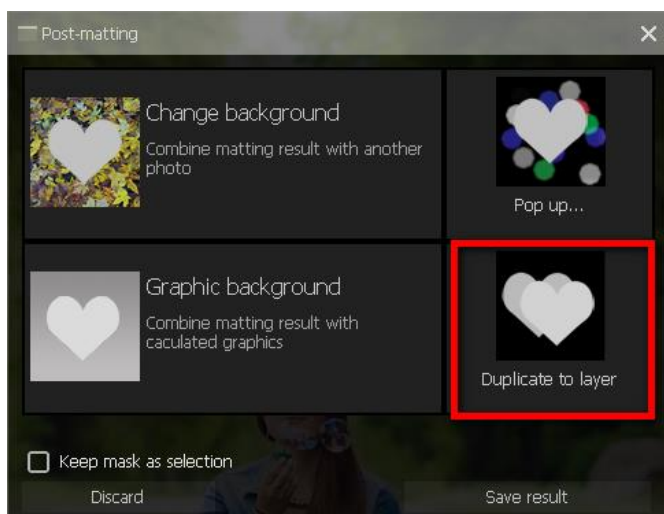 Post-matting
Change background
Combine matting result with another
photo
Pop up...
Graphic background
Combine matting result with
caculated graphics
Duplicate to layer
Keep mask as selection
Discard
Save result